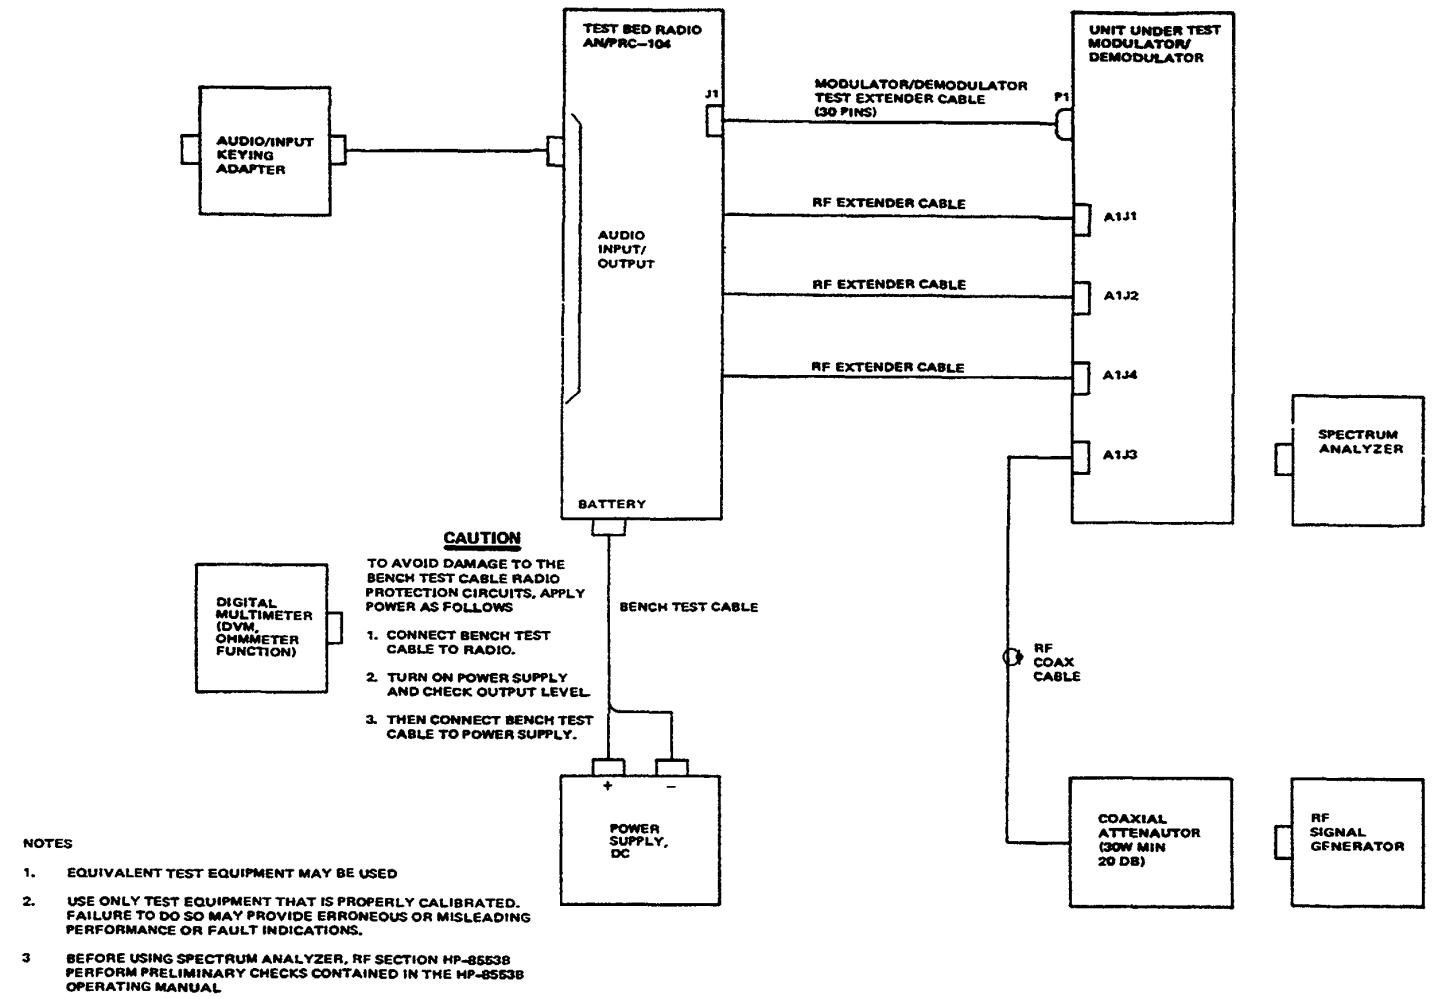 TEST BED RADIO
AN/PRC-104
UNIT UNDER TEST
MODULATOR/
DEMODULATOR
J1
MODULATOR/DEMODULATOR
TEST EXTENDER CABLE
(30 PINS)
P1
AUDIO/INPUT
KEYING
ADAPTER
RF EXTENDER CABLE
A1J1
AUDIO
INPUT/
OUTPUT
RF EXTENDER CABLE
A1J2
RF EXTENDER CABLE
A1J4
SPECTRUM
ANALYZER
A1J3
BATTERY
CAUTION
TO AVOID DAMAGE TO THE
BENCH TEST CABLE RADIO
PROTECTION CIRCUITS, APPLY
POWER AS FOLLOWS
1. CONNECT BENCH TEST
CABLE TO RADIO.
2. TURN ON POWER SUPPLY
AND CHECK OUTPUT LEVEL.
3. THEN CONNECT BENCH TEST
CABLE TO POWER SUPPLY.
DIGITAL
MULTIMETER
(DVM,
OHMMETER
FUNCTION)
BENCH TEST CABLE
RF
COAX
CABLE
+ −
POWER
SUPPLY,
DC
COAXIAL
ATTENAUTOR
(30W MIN
20 DB)
RF
SIGNAL
GENERATOR
NOTES
1. EQUIVALENT TEST EQUIPMENT MAY BE USED
2. USE ONLY TEST EQUIPMENT THAT IS PROPERLY CALIBRATED.
FAILURE TO DO SO MAY PROVIDE ERRONEOUS OR MISLEADING
PERFORMANCE OR FAULT INDICATIONS.
3 BEFORE USING SPECTRUM ANALYZER, RF SECTION HP-8553B
PERFORM PRELIMINARY CHECKS CONTAINED IN THE HP-8553B
OPERATING MANUAL